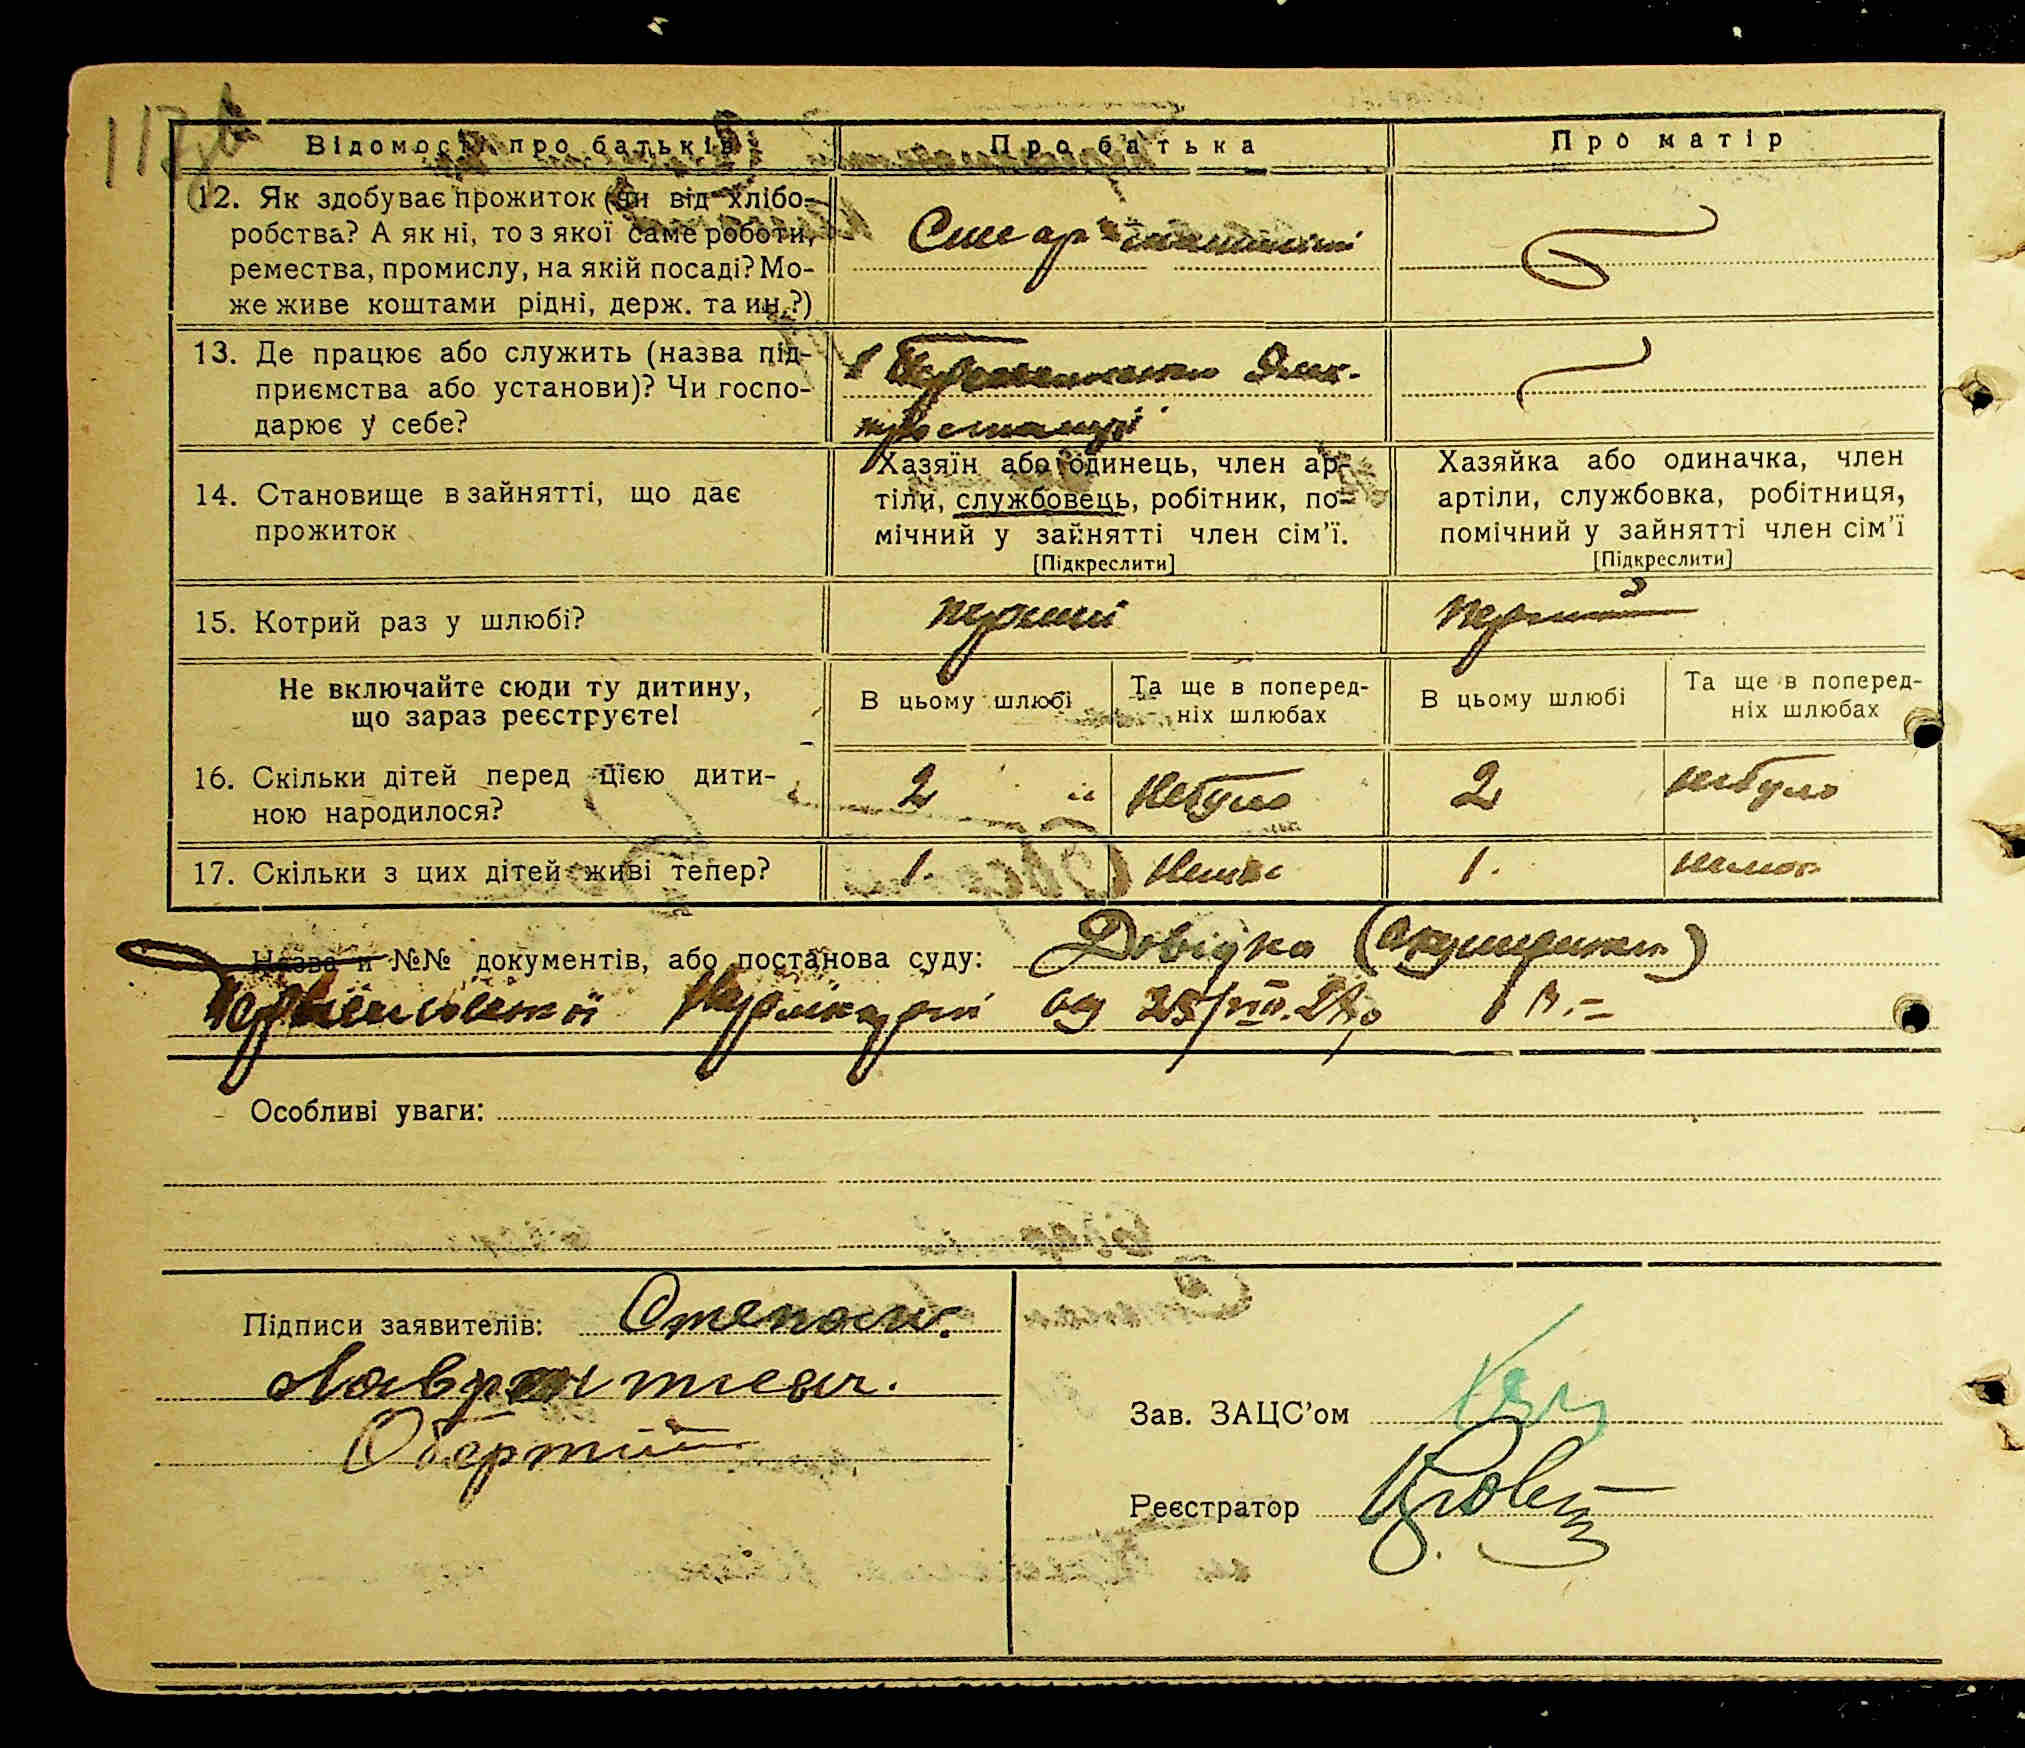 Відомості про батьків
Про батька
Про матір
12. Як здобуває прожиток (чи від хлібо-
робства? А як ні, то з якої саме роботи,
ремества, промислу, на якій посаді? Мо-
же живе коштами рідні, держ. та ин.?)
13. Де працює або служить (назва під-
приємства або установи)? Чи госпо-
дарює у себе?
14. Становище в зайнятті, що дає
прожиток
Хазяїн або одинець, член ар-
тіли, службовець, робітник, по-
мічний у зайнятті член сім'ї.
[Підкреслити]
Хазяйка або одиначка, член
артіли, службовка, робітниця,
помічний у зайнятті член сім'ї
[Підкреслити]
15. Котрий раз у шлюбі?
перший
перший
Не включайте сюди ту дитину,
що зараз реєструєте!
В цьому шлюбі
Та ще в поперед-
ніх шлюбах
В цьому шлюбі
Та ще в поперед-
ніх шлюбах
16. Скільки дітей перед цією дити-
ною народилося?
2
небуло
2
небуло
17. Скільки з цих дітей живі тепер?
1.
1.
Назва й №№ документів, або постанова суду: Довідка (акушерки)
од 25/VIII.
Особливі уваги:
Підписи заявителів: Степан.
Обертий
Зав. ЗАЦС'ом
Реєстратор